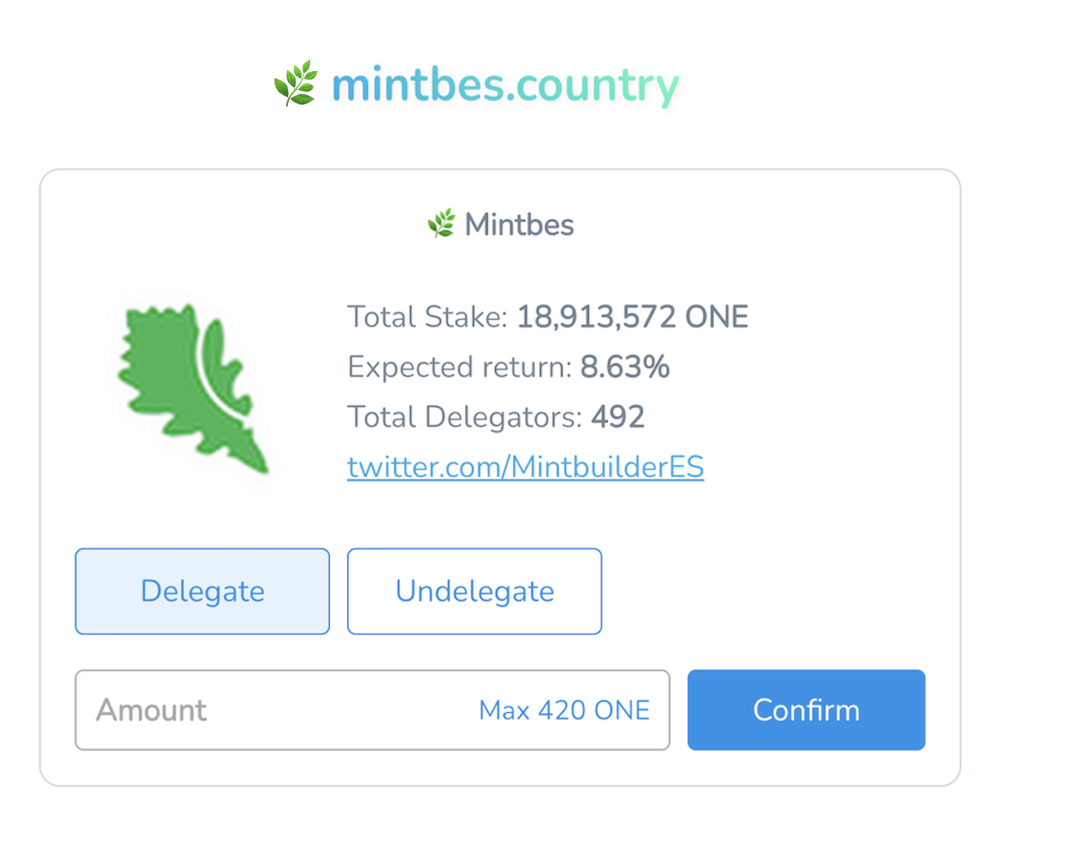 🌿 mintbes.country
🌿 Mintbes
Total Stake: 18,913,572 ONE
Expected return: 8.63%
Total Delegators: 492
twitter.com/MintbuilderES
Delegate Undelegate
Amount Max 420 ONE Confirm